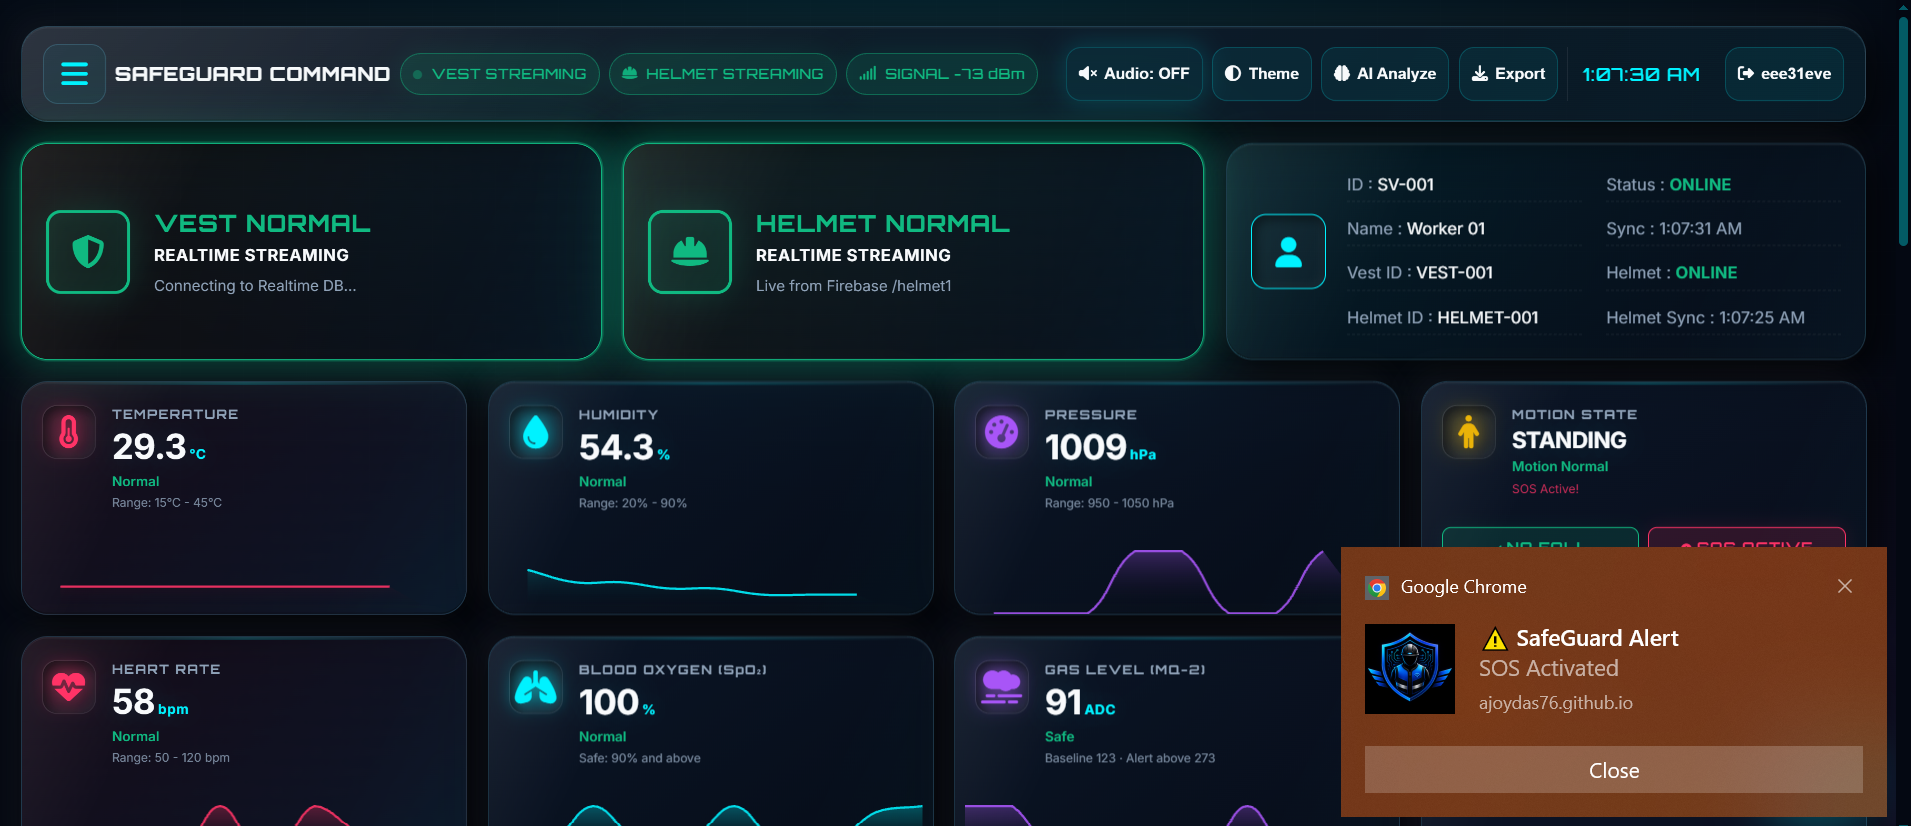 SAFEGUARD COMMAND
VEST STREAMING
HELMET STREAMING
SIGNAL -73 dBm
Audio: OFF
Theme
AI Analyze
Export
1:07:30 AM
eee31eve
VEST NORMAL
REALTIME STREAMING
Connecting to Realtime DB...
HELMET NORMAL
REALTIME STREAMING
Live from Firebase /helmet1
ID : SV-001
Status : ONLINE
Name : Worker 01
Sync : 1:07:31 AM
Vest ID : VEST-001
Helmet : ONLINE
Helmet ID : HELMET-001
Helmet Sync : 1:07:25 AM
TEMPERATURE
29.3 °C
Normal
Range: 15°C - 45°C
HUMIDITY
54.3 %
Normal
Range: 20% - 90%
PRESSURE
1009 hPa
Normal
Range: 950 - 1050 hPa
MOTION STATE
STANDING
Motion Normal
SOS Active!
NO FALL
SOS ACTIVE
HEART RATE
58 bpm
Normal
Range: 50 - 120 bpm
BLOOD OXYGEN (SpO₂)
100 %
Normal
Safe: 90% and above
GAS LEVEL (MQ-2)
91 ADC
Safe
Baseline 123 · Alert above 273
Google Chrome
SafeGuard Alert
SOS Activated
ajoydas76.github.io
Close